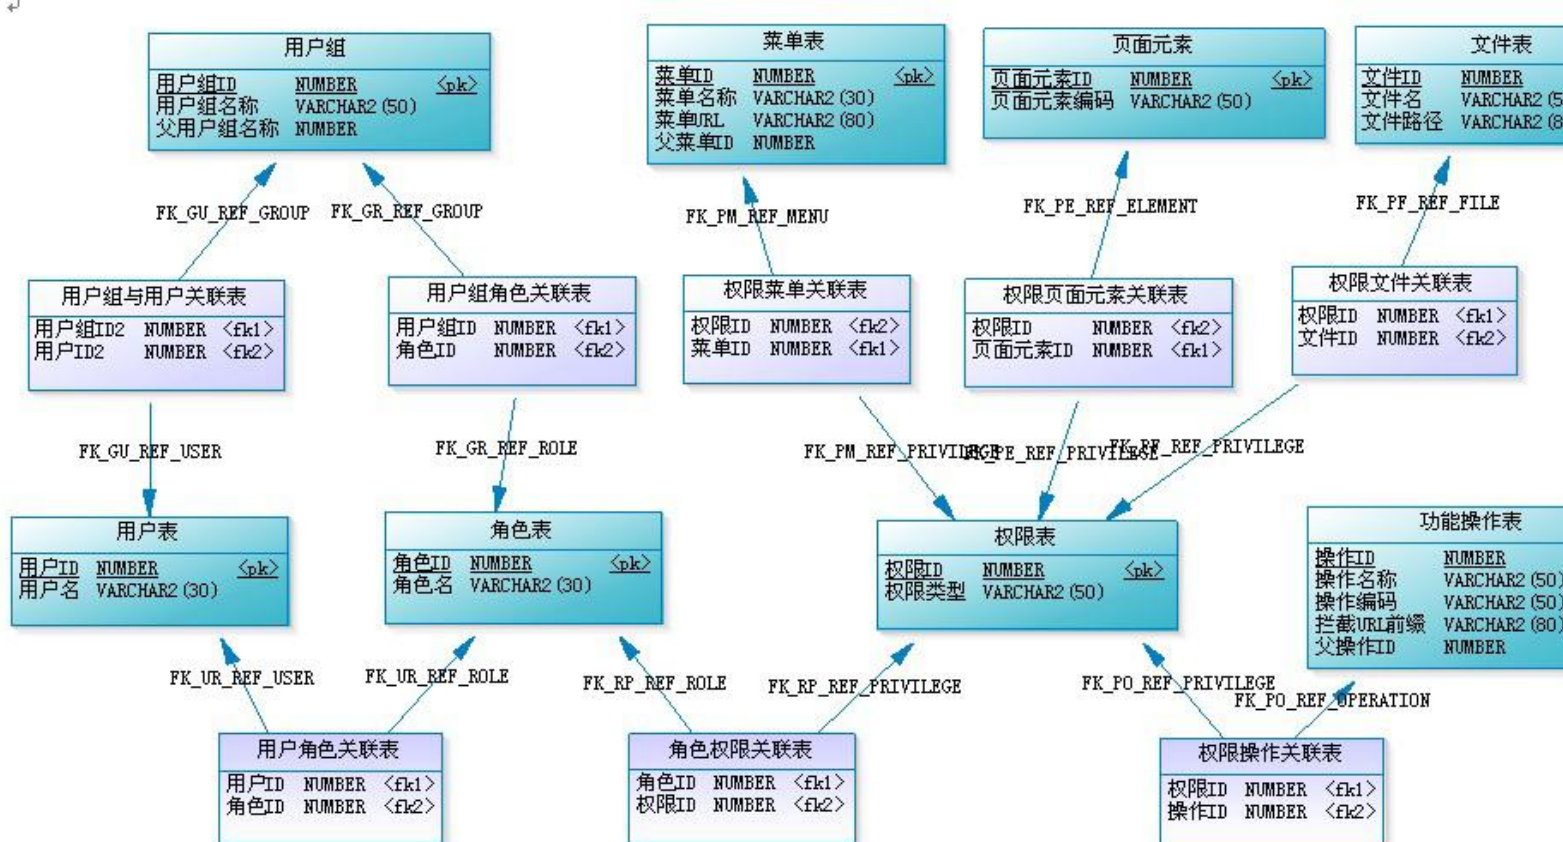 用户组
用户组ID NUMBER <pk>
用户组名称 VARCHAR2(50)
父用户组名称 NUMBER
菜单表
菜单ID NUMBER <pk>
菜单名称 VARCHAR2(30)
菜单URL VARCHAR2(80)
父菜单ID NUMBER
页面元素
页面元素ID NUMBER <pk>
页面元素编码 VARCHAR2(50)
文件表
文件ID NUMBER
文件名 VARCHAR2(5
文件路径 VARCHAR2(8
FK_GU_REF_GROUP
FK_GR_REF_GROUP
FK_PM_REF_MENU
FK_PE_REF_ELEMENT
FK_PF_REF_FILE
用户组与用户关联表
用户组ID2 NUMBER <fk1>
用户ID2 NUMBER <fk2>
用户组角色关联表
用户组ID NUMBER <fk1>
角色ID NUMBER <fk2>
权限菜单关联表
权限ID NUMBER <fk2>
菜单ID NUMBER <fk1>
权限页面元素关联表
权限ID NUMBER <fk2>
页面元素ID NUMBER <fk1>
权限文件关联表
权限ID NUMBER <fk1>
文件ID NUMBER <fk2>
FK_GU_REF_USER
FK_GR_REF_ROLE
FK_PM_REF_PRIVILEGE
FK_PE_REF_PRIVILEGE
FK_PF_REF_PRIVILEGE
用户表
用户ID NUMBER <pk>
用户名 VARCHAR2(30)
角色表
角色ID NUMBER <pk>
角色名 VARCHAR2(30)
权限表
权限ID NUMBER <pk>
权限类型 VARCHAR2(50)
功能操作表
操作ID NUMBER
操作名称 VARCHAR2(50)
操作编码 VARCHAR2(50)
拦截URL前缀 VARCHAR2(80)
父操作ID NUMBER
FK_UR_REF_USER
FK_UR_REF_ROLE
FK_RP_REF_ROLE
FK_RP_REF_PRIVILEGE
FK_PO_REF_PRIVILEGE
FK_PO_REF_OPERATION
用户角色关联表
用户ID NUMBER <fk1>
角色ID NUMBER <fk2>
角色权限关联表
角色ID NUMBER <fk1>
权限ID NUMBER <fk2>
权限操作关联表
权限ID NUMBER <fk1>
操作ID NUMBER <fk2>